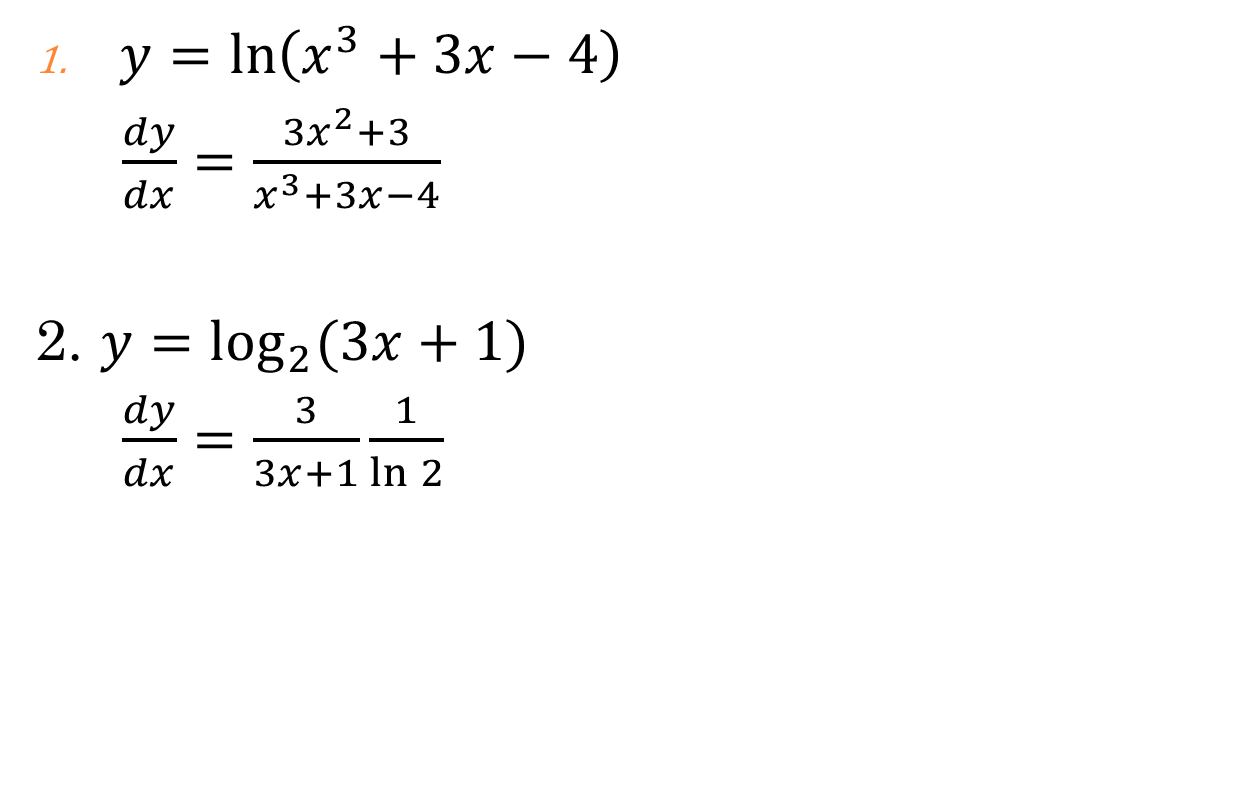 1. y = ln(x³ + 3x − 4)
dy/dx = (3x²+3)/(x³+3x−4)
2. y = log₂(3x + 1)
dy/dx = 3/(3x+1) 1/(ln 2)